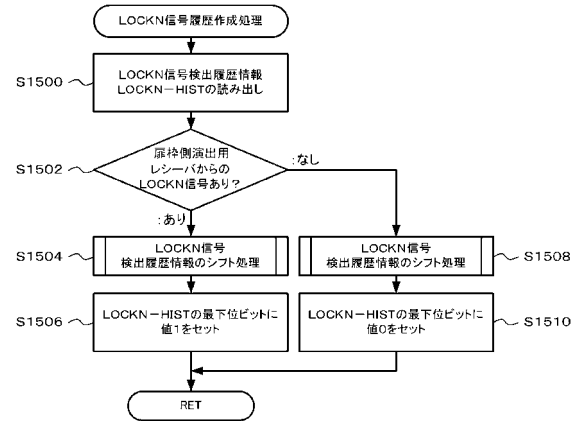 LOCKN信号履歴作成処理
S1500
LOCKN信号検出履歴情報
LOCKN－HISTの読み出し
S1502
扉枠側演出用
レシーバからの
LOCKN信号あり？
：なし
：あり
S1504
LOCKN信号
検出履歴情報のシフト処理
LOCKN信号
検出履歴情報のシフト処理
S1508
S1506
LOCKN－HISTの最下位ビットに
値1をセット
LOCKN－HISTの最下位ビットに
値0をセット
S1510
RET